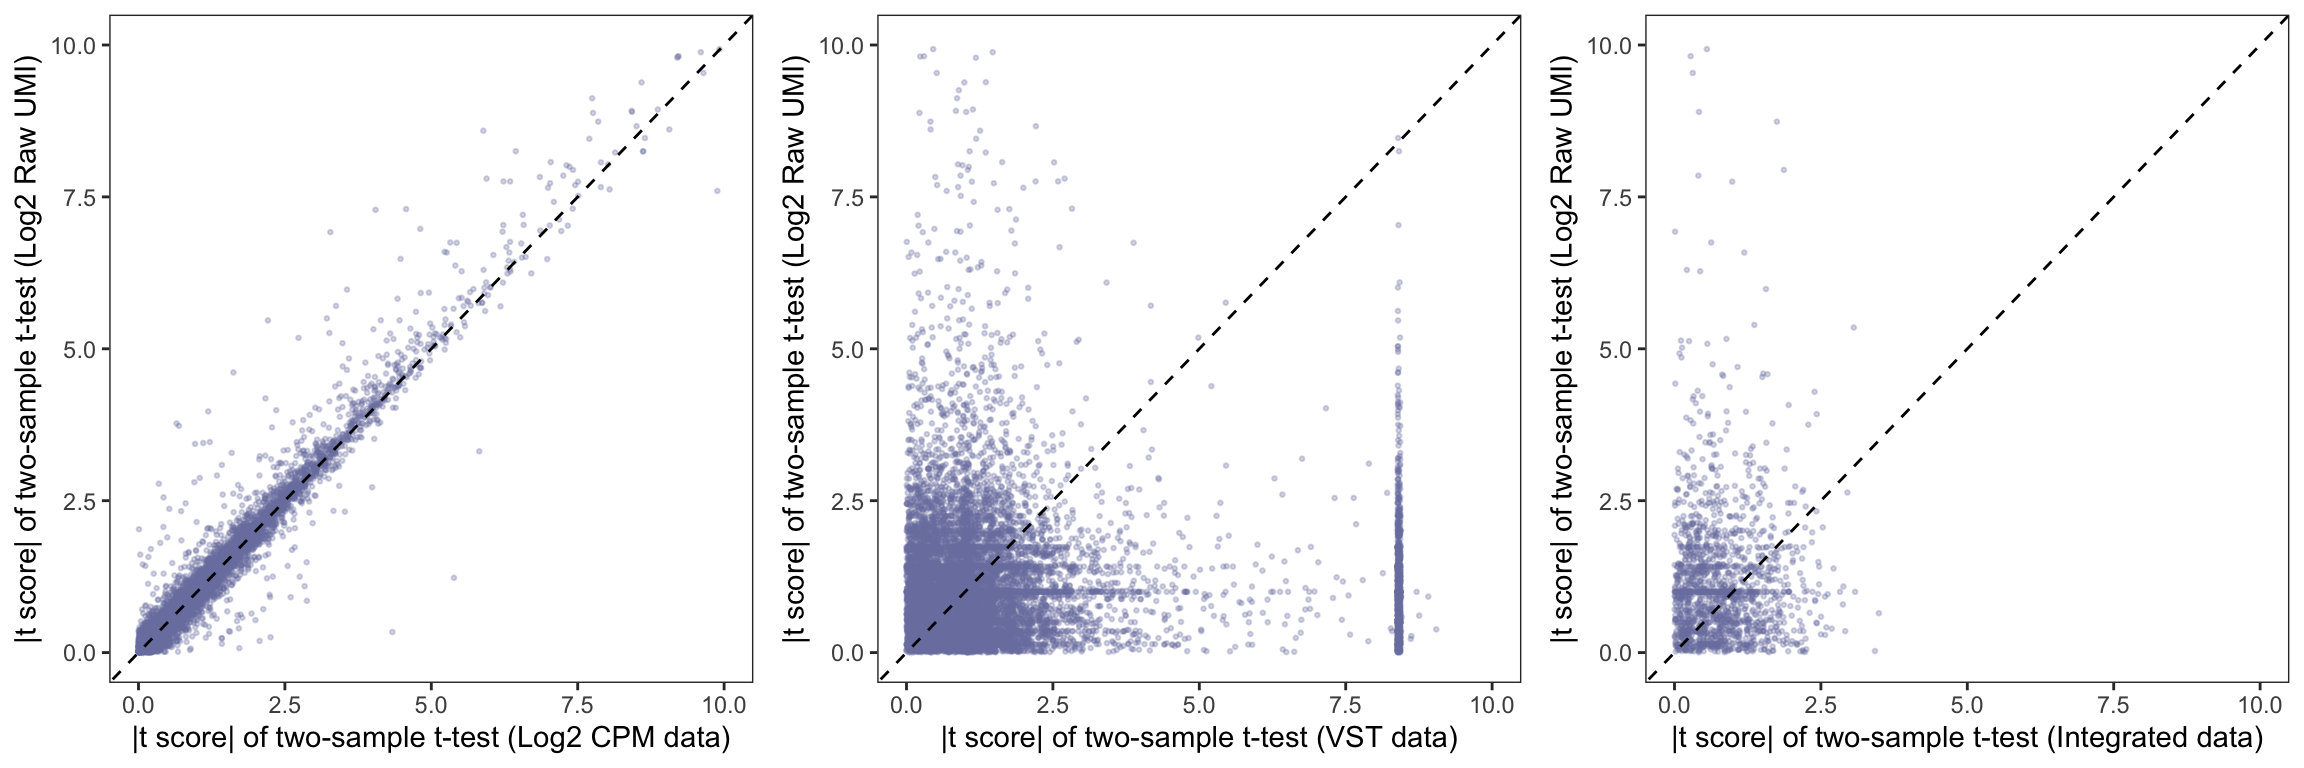 |t score| of two-sample t-test (Log2 Raw UMI)
10.0
7.5
5.0
2.5
0.0
0.0 2.5 5.0 7.5 10.0
|t score| of two-sample t-test (Log2 CPM data)
|t score| of two-sample t-test (Log2 Raw UMI)
10.0
7.5
5.0
2.5
0.0
0.0 2.5 5.0 7.5 10.0
|t score| of two-sample t-test (VST data)
|t score| of two-sample t-test (Log2 Raw UMI)
10.0
7.5
5.0
2.5
0.0
0.0 2.5 5.0 7.5 10.0
|t score| of two-sample t-test (Integrated data)